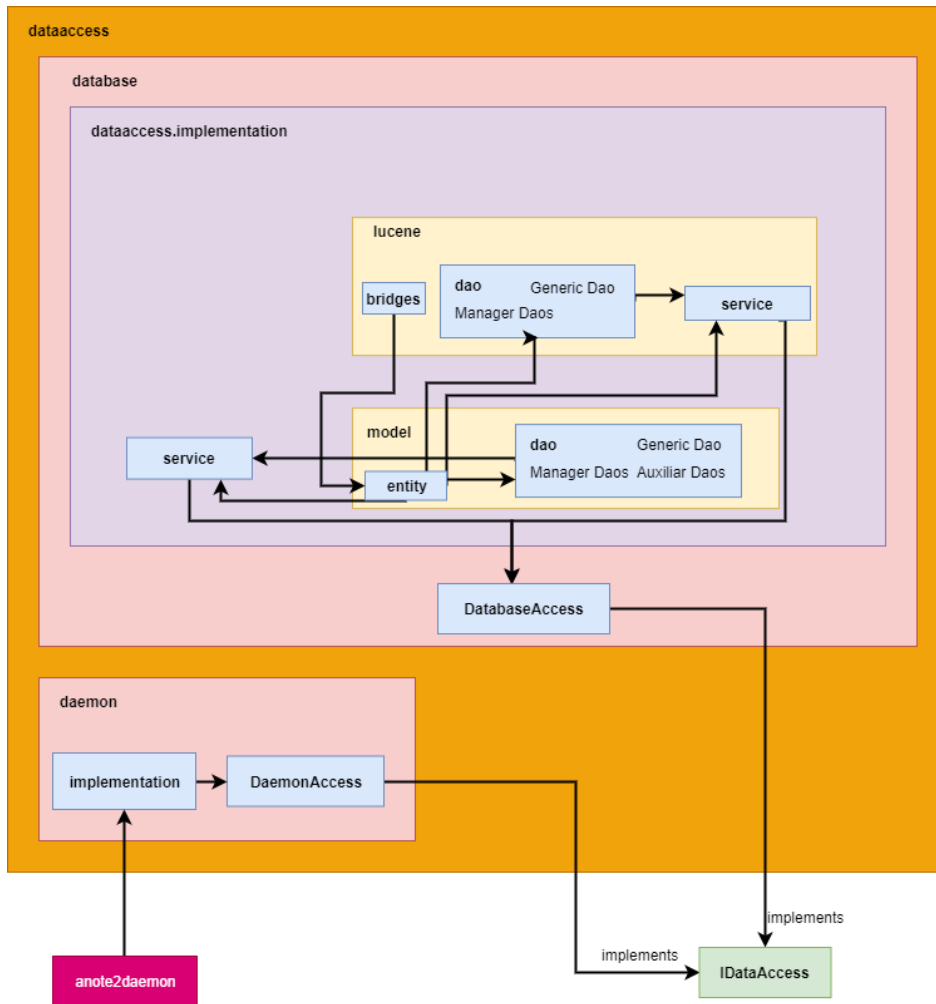 dataaccess
database
dataaccess.implementation
lucene
bridges
dao Generic Dao
Manager Daos
service
model
dao Generic Dao
Manager Daos Auxiliar Daos
service
entity
DatabaseAccess
daemon
implementation
DaemonAccess
implements
implements
anote2daemon
IDataAccess